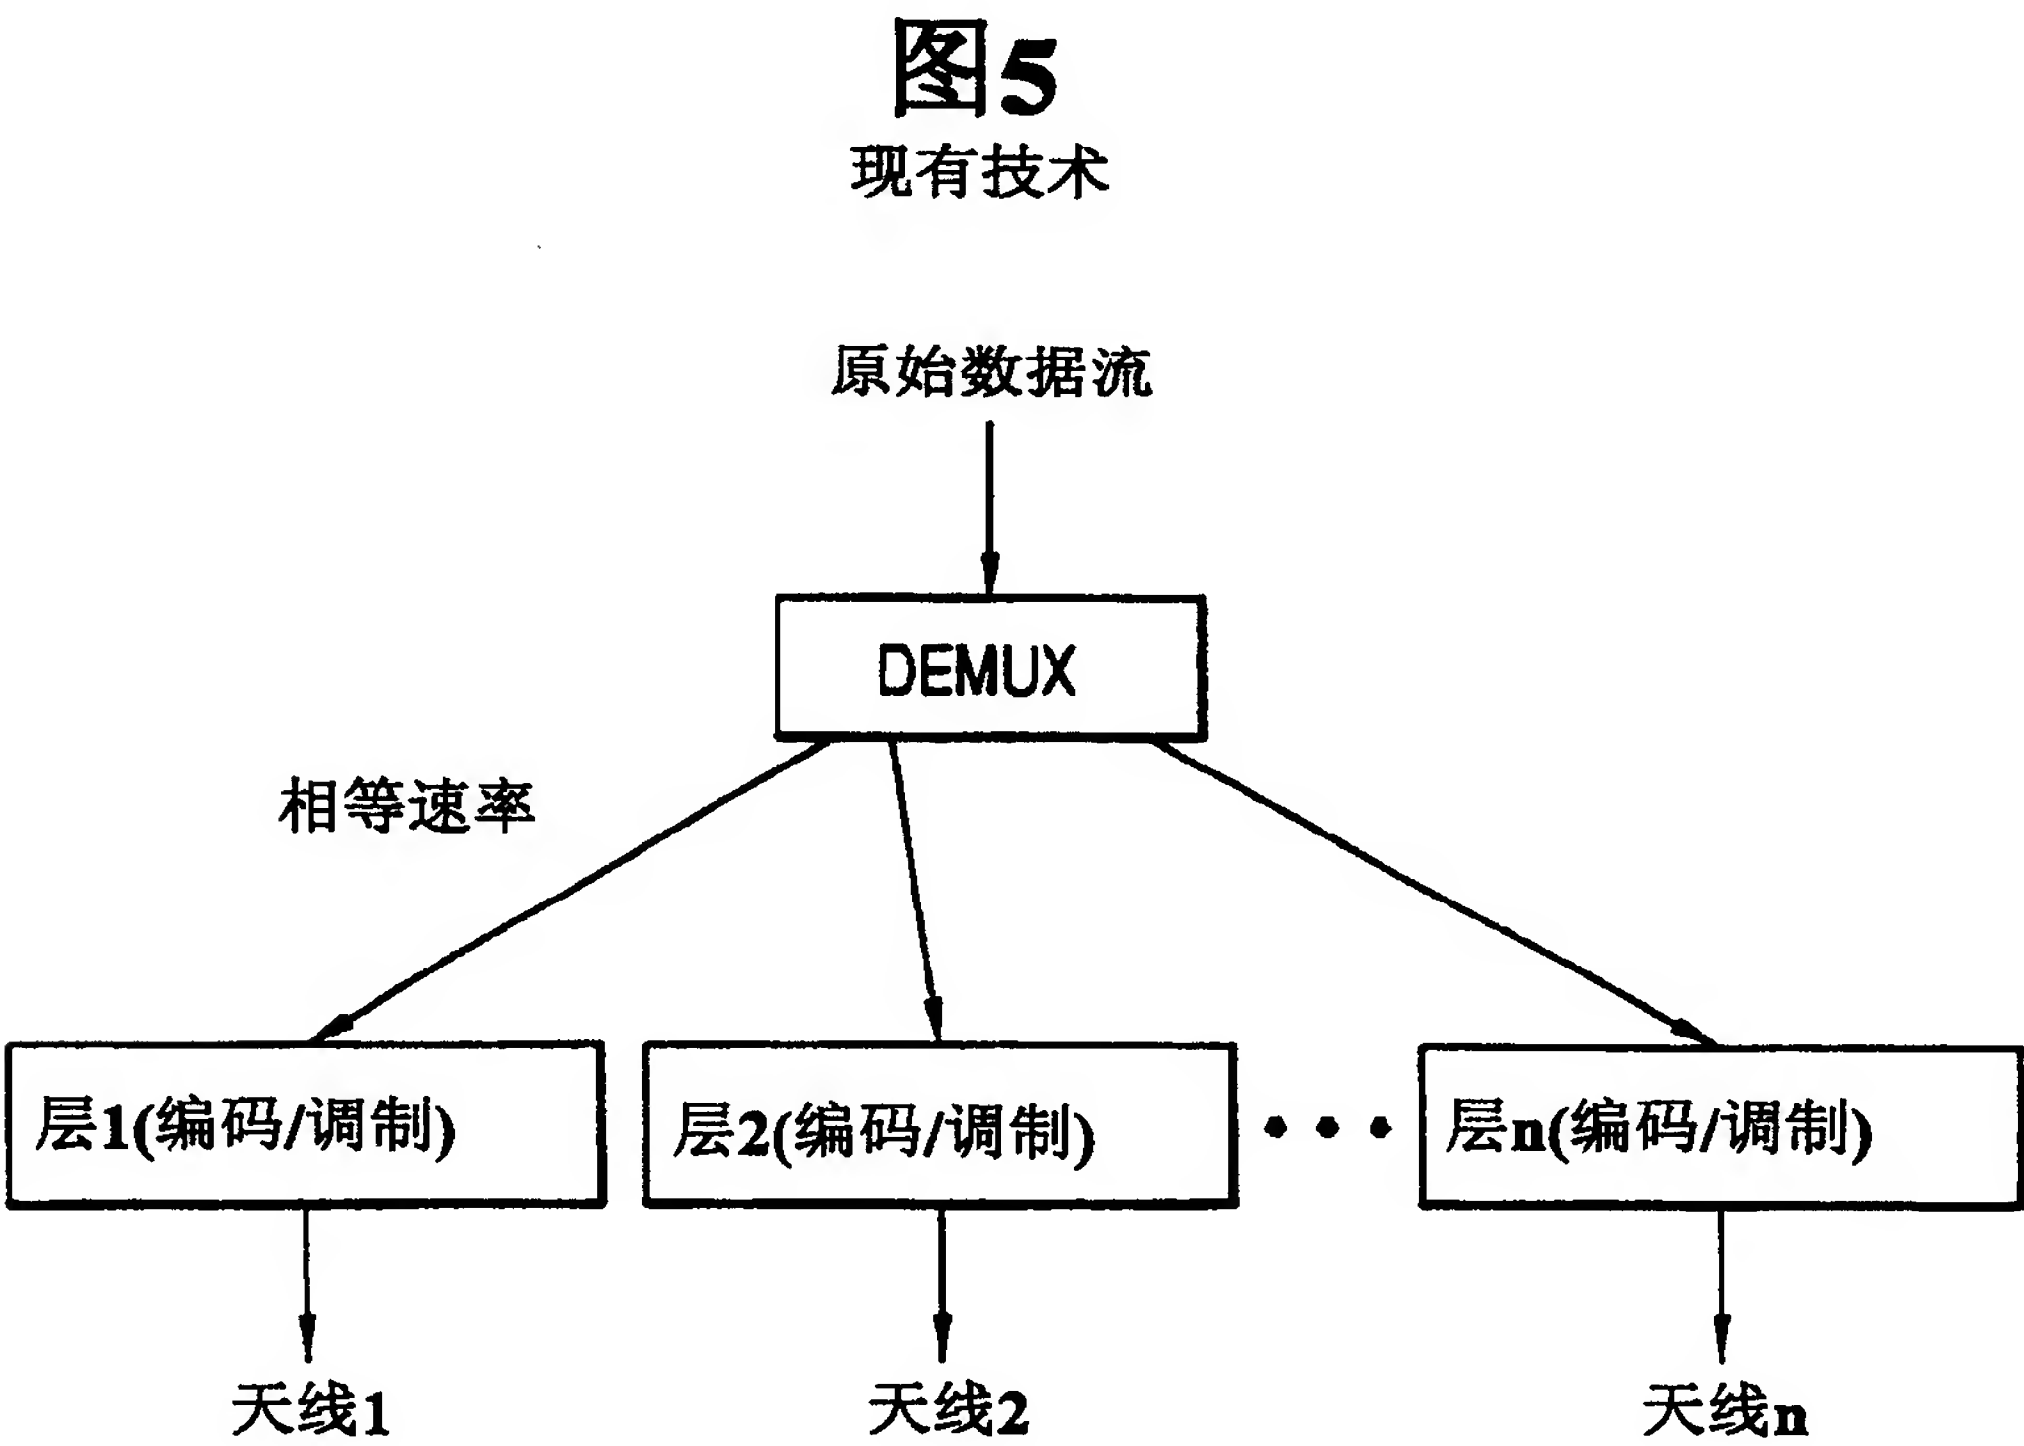 图5
现有技术
原始数据流
DEMUX
相等速率
层1(编码/调制)
层2(编码/调制)
层n(编码/调制)
天线1
天线2
天线n